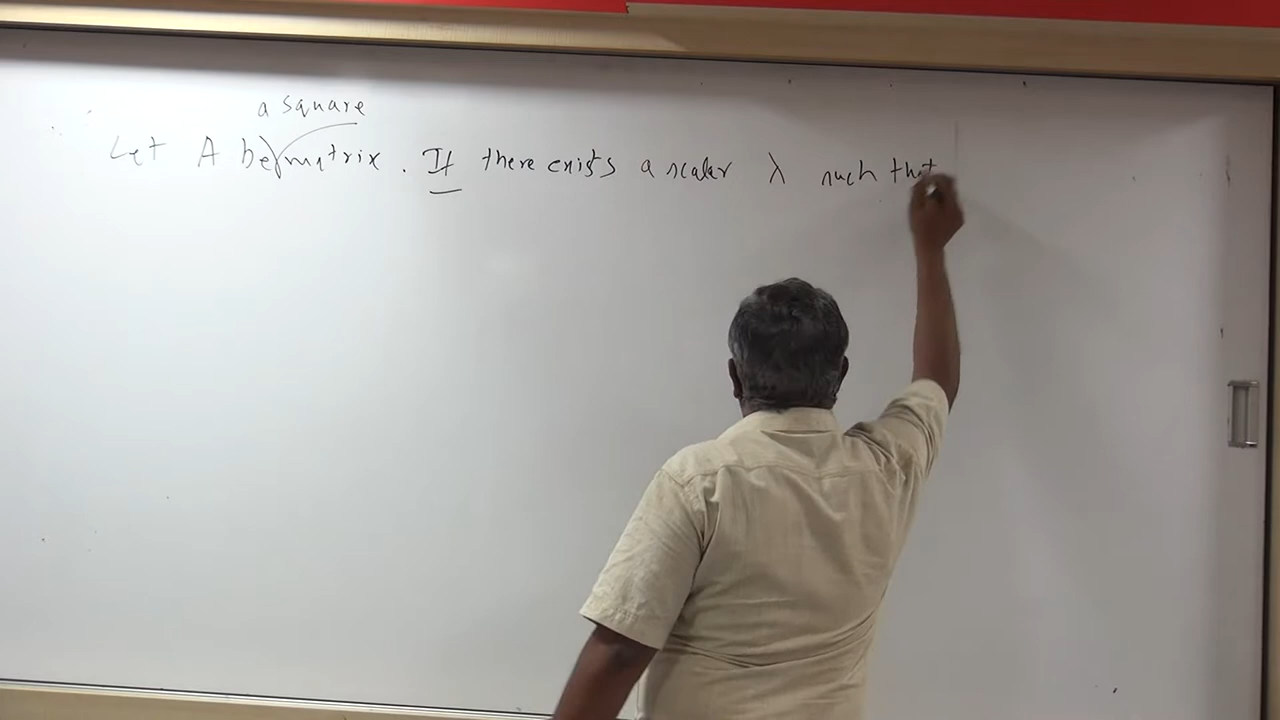 a square
Let A be matrix. If there exists a scalar λ such that